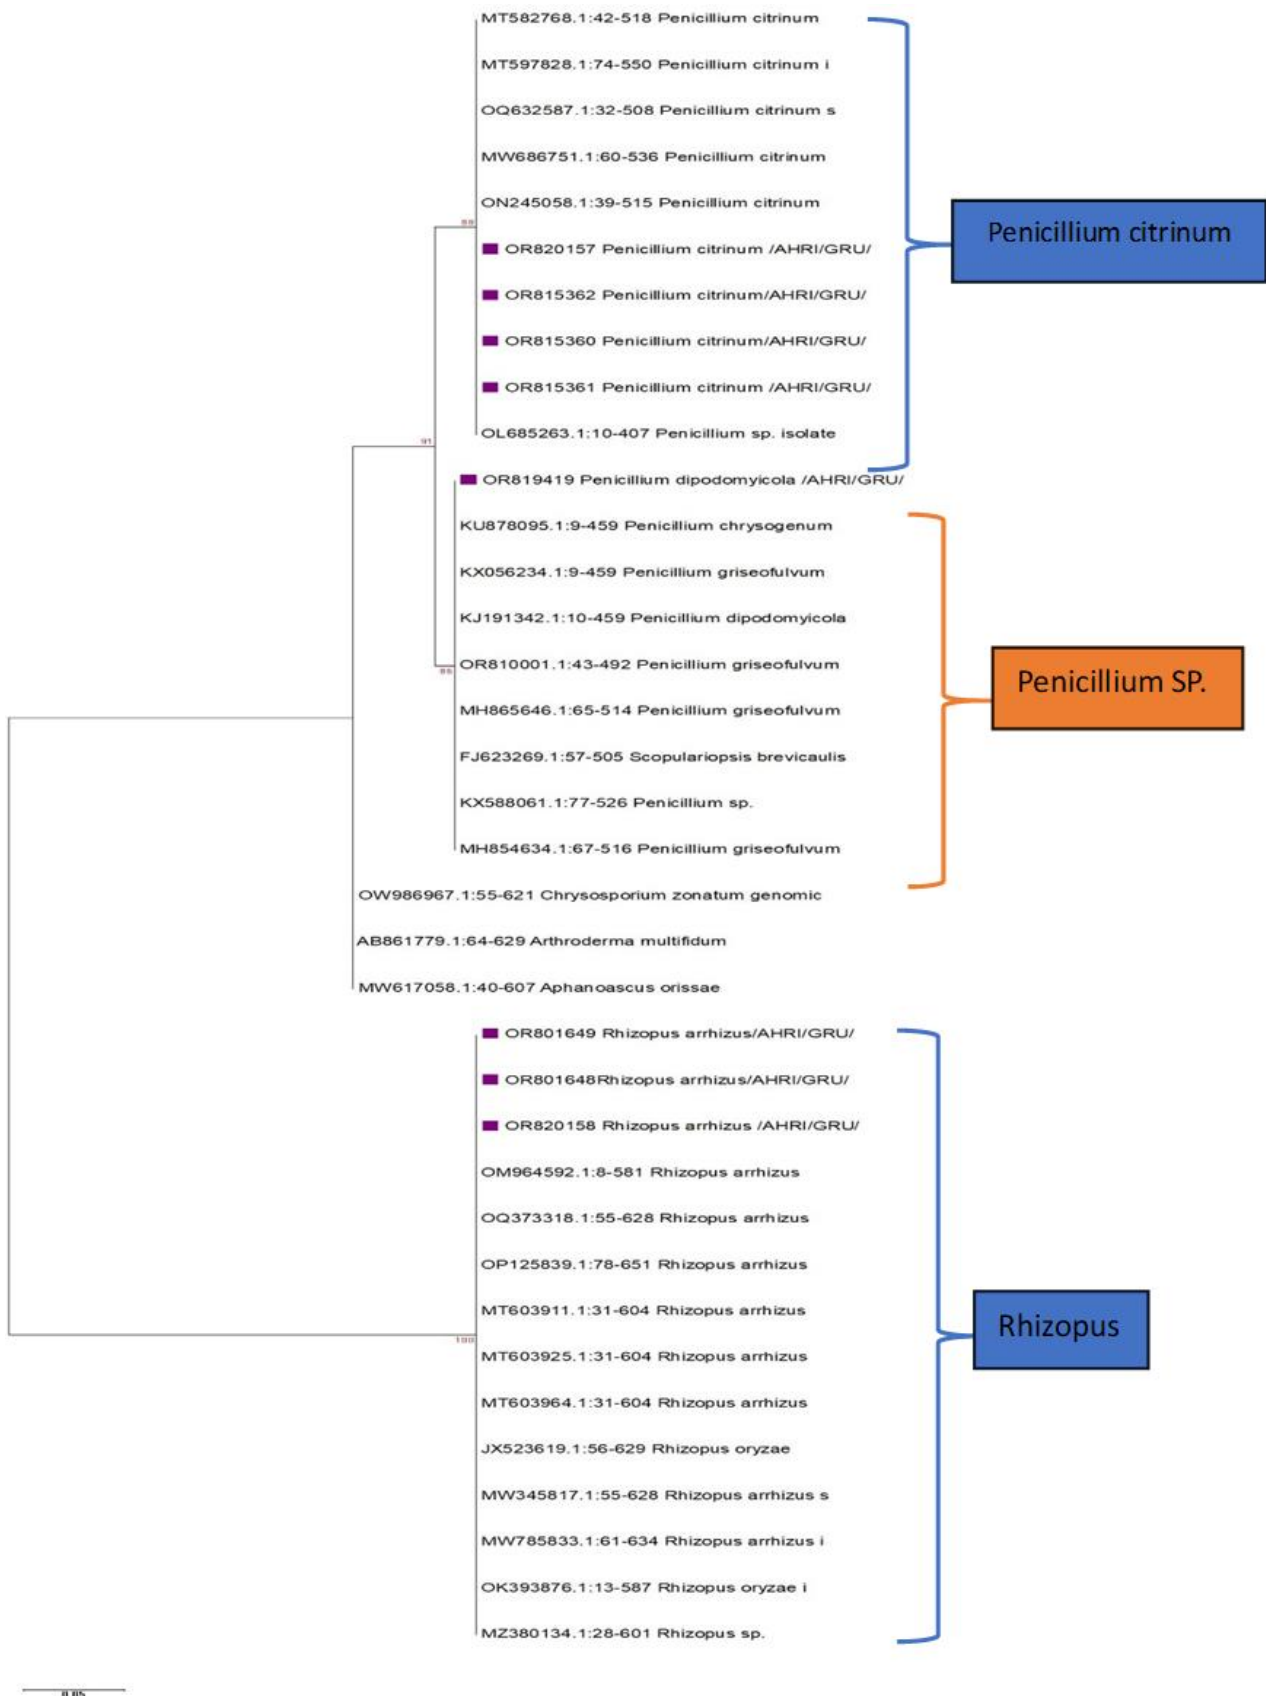 MT582768.1:42-518 Penicillium citrinum
MT597828.1:74-550 Penicillium citrinum i
OQ632587.1:32-508 Penicillium citrinum s
MW686751.1:60-536 Penicillium citrinum
ON245058.1:39-515 Penicillium citrinum
88
Penicillium citrinum
OR820157 Penicillium citrinum /AHRI/GRU/
OR815362 Penicillium citrinum/AHRI/GRU/
OR815360 Penicillium citrinum/AHRI/GRU/
OR815361 Penicillium citrinum /AHRI/GRU/
OL685263.1:10-407 Penicillium sp. isolate
91
OR819419 Penicillium dipodomyicola /AHRI/GRU/
KU878095.1:9-459 Penicillium chrysogenum
KX056234.1:9-459 Penicillium griseofulvum
KJ191342.1:10-459 Penicillium dipodomyicola
OR810001.1:43-492 Penicillium griseofulvum
Penicillium SP.
MH865646.1:65-514 Penicillium griseofulvum
FJ623269.1:57-505 Scopulariopsis brevicaulis
KX588061.1:77-526 Penicillium sp.
MH854634.1:67-516 Penicillium griseofulvum
OW986967.1:55-621 Chrysosporium zonatum genomic
AB861779.1:64-629 Arthroderma multifidum
MW617058.1:40-607 Aphanoascus orissae
OR801649 Rhizopus arrhizus/AHRI/GRU/
OR801648Rhizopus arrhizus/AHRI/GRU/
OR820158 Rhizopus arrhizus /AHRI/GRU/
OM964592.1:8-581 Rhizopus arrhizus
OQ373318.1:55-628 Rhizopus arrhizus
OP125839.1:78-651 Rhizopus arrhizus
MT603911.1:31-604 Rhizopus arrhizus
Rhizopus
100
MT603925.1:31-604 Rhizopus arrhizus
MT603964.1:31-604 Rhizopus arrhizus
JX523619.1:56-629 Rhizopus oryzae
MW345817.1:55-628 Rhizopus arrhizus s
MW785833.1:61-634 Rhizopus arrhizus i
OK393876.1:13-587 Rhizopus oryzae i
MZ380134.1:28-601 Rhizopus sp.
0.05